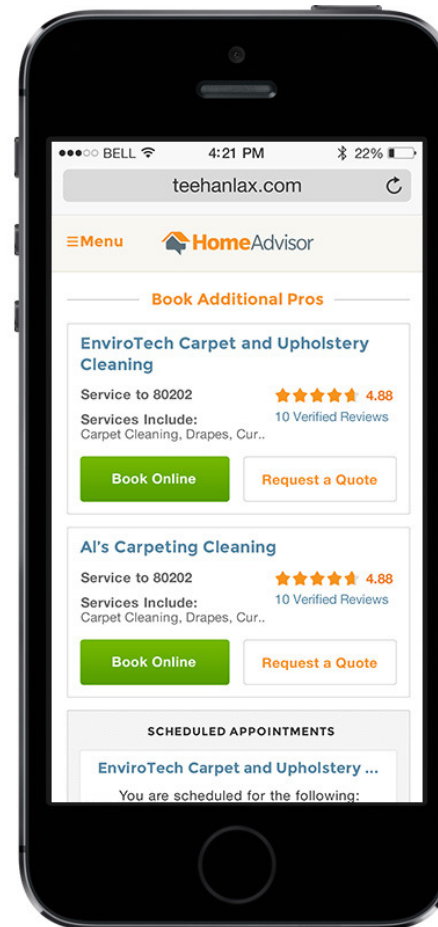 BELL 4:21 PM 22%
teehanlax.com
Menu HomeAdvisor
Book Additional Pros
EnviroTech Carpet and Upholstery
Cleaning
Service to 80202 4.88
Services Include: 10 Verified Reviews
Carpet Cleaning, Drapes, Cur..
Book Online Request a Quote
Al's Carpeting Cleaning
Service to 80202 4.88
Services Include: 10 Verified Reviews
Carpet Cleaning, Drapes, Cur..
Book Online Request a Quote
SCHEDULED APPOINTMENTS
EnviroTech Carpet and Upholstery ...
You are scheduled for the following: